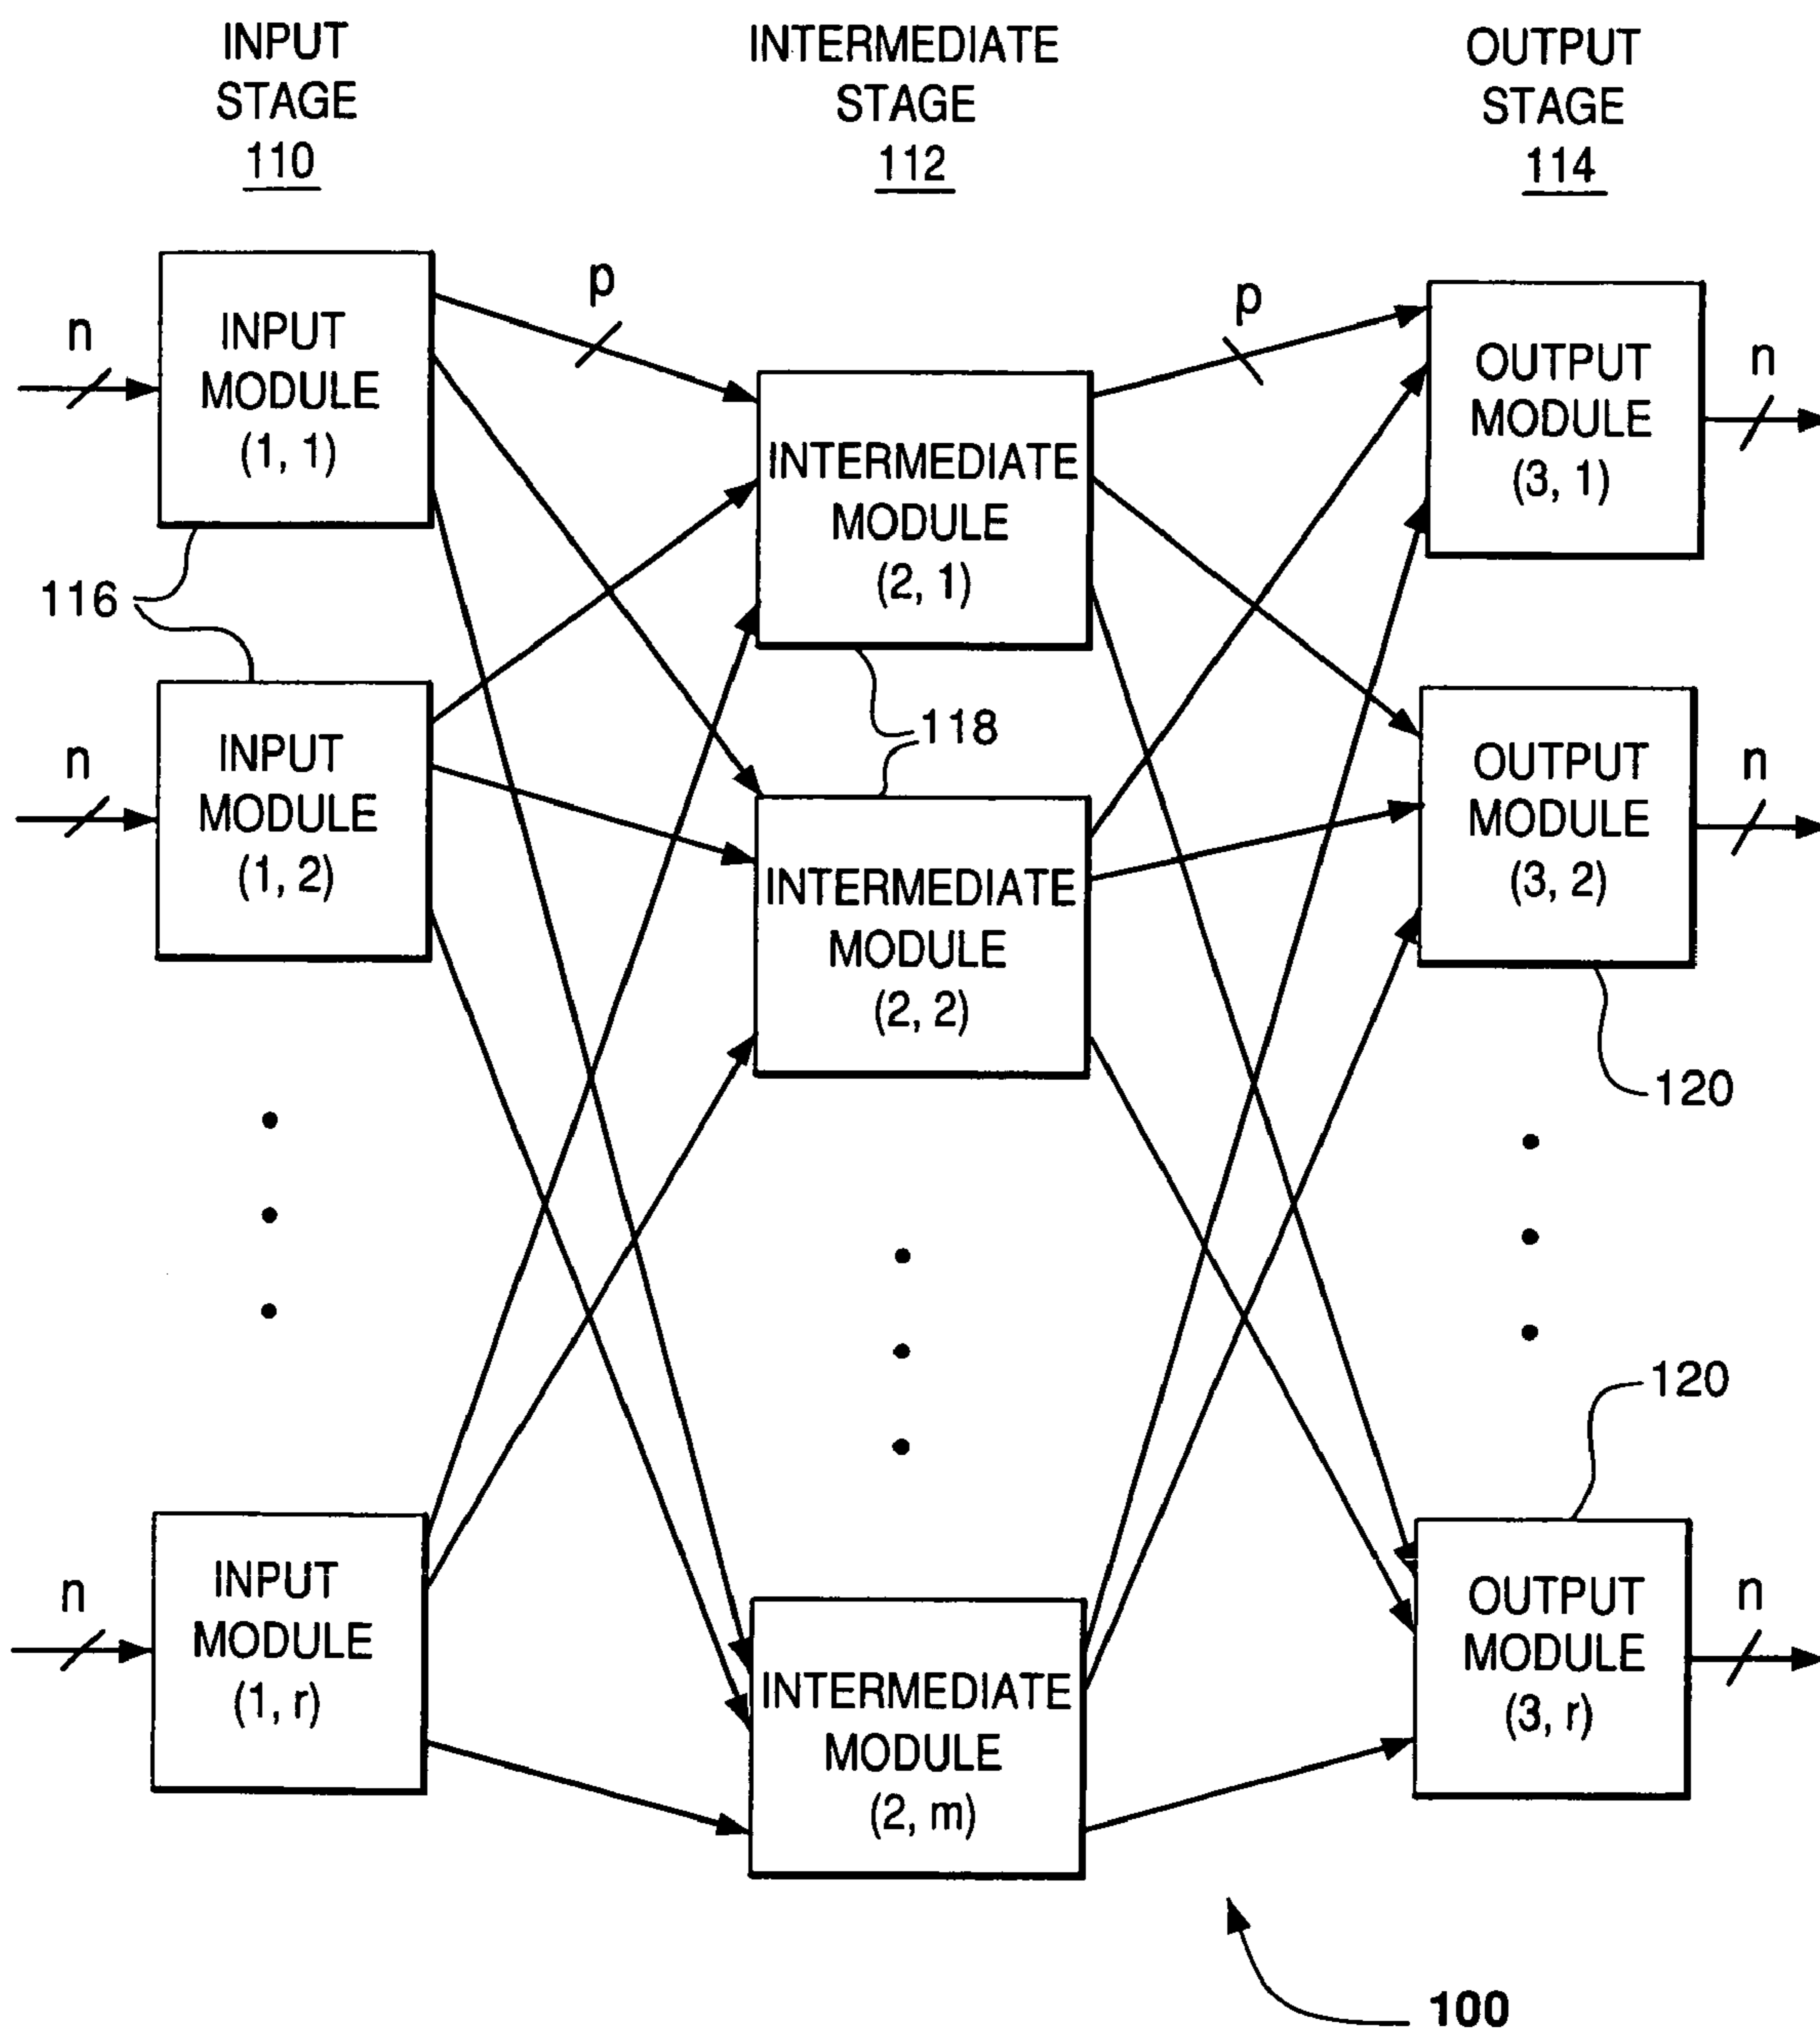 INPUT
STAGE
110
INTERMEDIATE
STAGE
112
OUTPUT
STAGE
114
n
INPUT
MODULE
(1, 1)
p
INTERMEDIATE
MODULE
(2, 1)
p
OUTPUT
MODULE
(3, 1)
n
116
118
n
INPUT
MODULE
(1, 2)
INTERMEDIATE
MODULE
(2, 2)
OUTPUT
MODULE
(3, 2)
n
120
120
n
INPUT
MODULE
(1, r)
INTERMEDIATE
MODULE
(2, m)
OUTPUT
MODULE
(3, r)
n
100